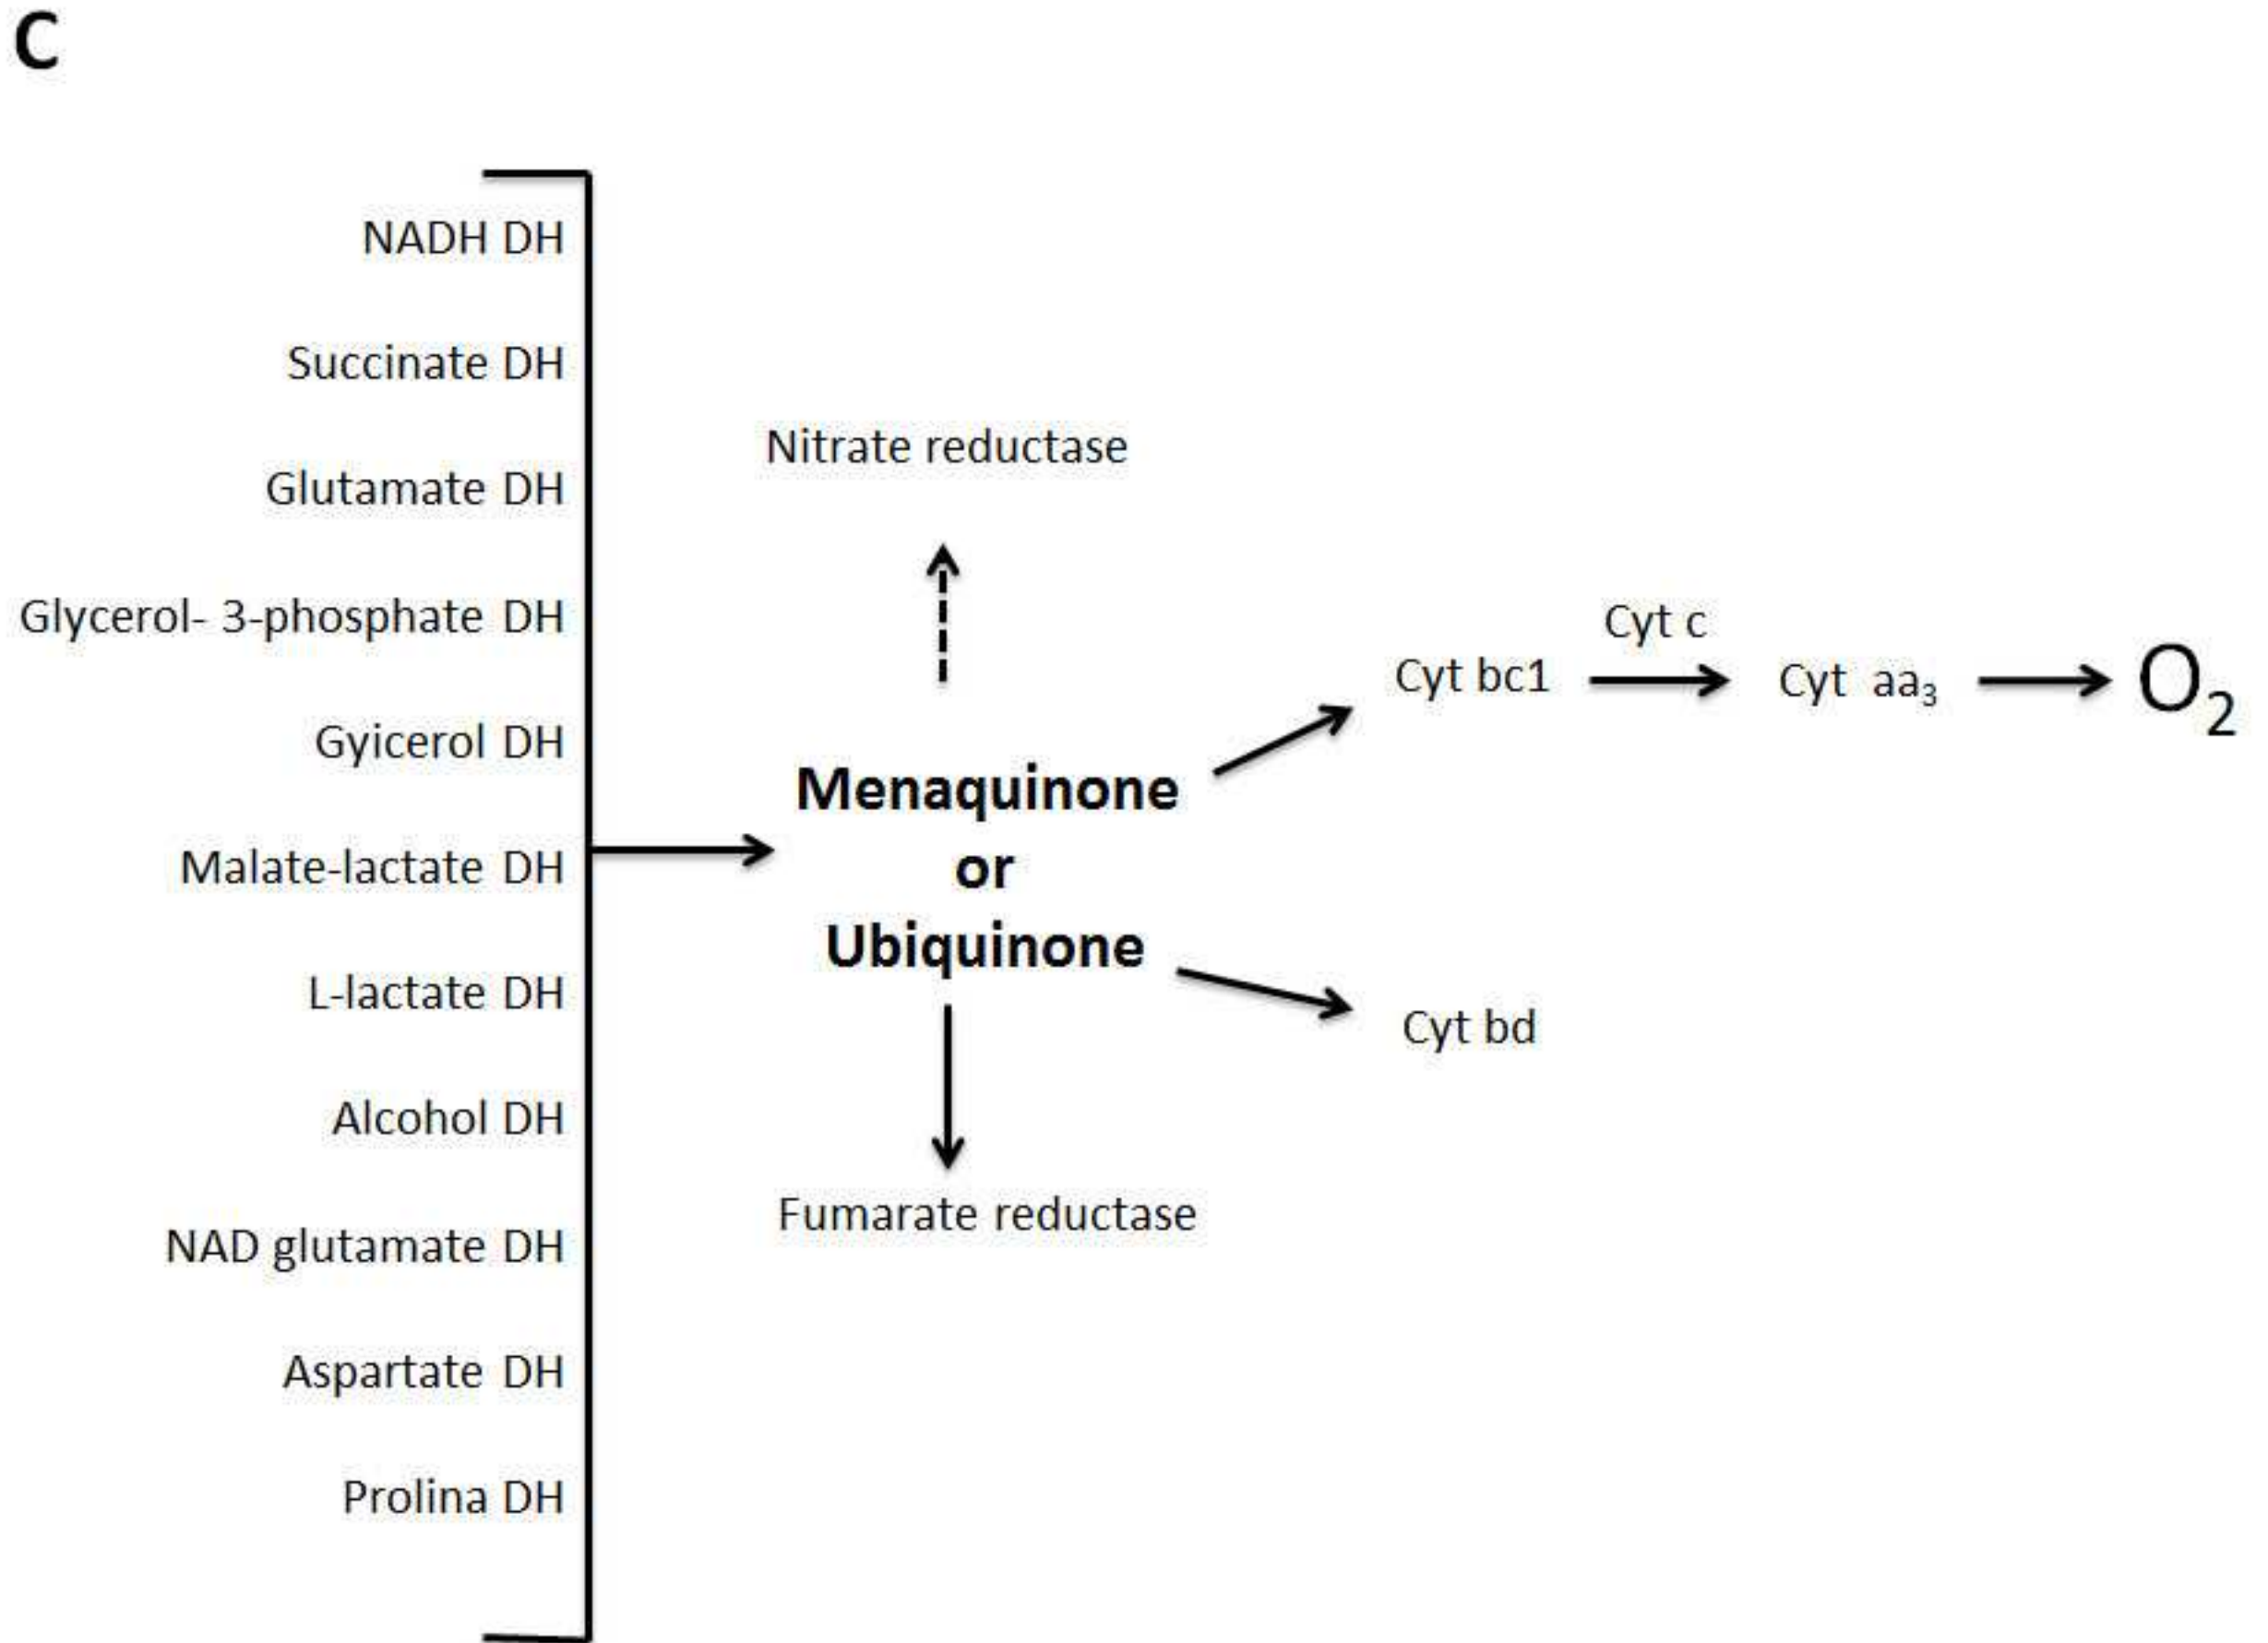 C
NADH DH
Succinate DH
Glutamate DH
Glycerol- 3-phosphate DH
Gyicerol DH
Malate-lactate DH
L-lactate DH
Alcohol DH
NAD glutamate DH
Aspartate DH
Prolina DH
Nitrate reductase
Menaquinone
or
Ubiquinone
Fumarate reductase
Cyt bc1
Cyt c
Cyt aa₃
O₂
Cyt bd